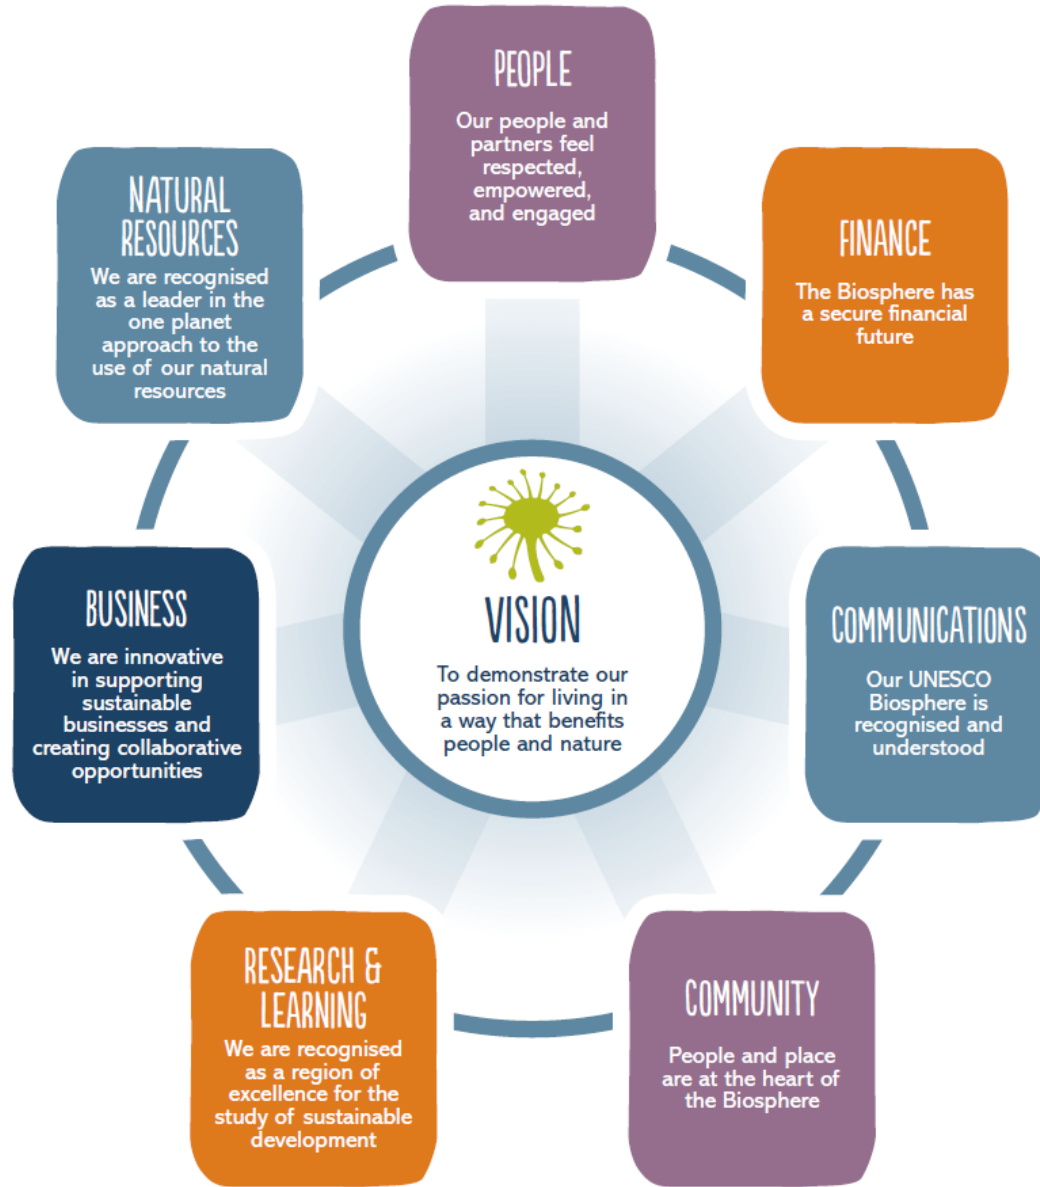 PEOPLE
Our people and
partners feel
respected,
empowered,
and engaged
FINANCE
The Biosphere has
a secure financial
future
COMMUNICATIONS
Our UNESCO
Biosphere is
recognised and
understood
COMMUNITY
People and place
are at the heart of
the Biosphere
RESEARCH &
LEARNING
We are recognised
as a region of
excellence for the
study of sustainable
development
BUSINESS
We are innovative
in supporting
sustainable
businesses and
creating collaborative
opportunities
NATURAL
RESOURCES
We are recognised
as a leader in the
one planet
approach to the
use of our natural
resources
VISION
To demonstrate our
passion for living in
a way that benefits
people and nature